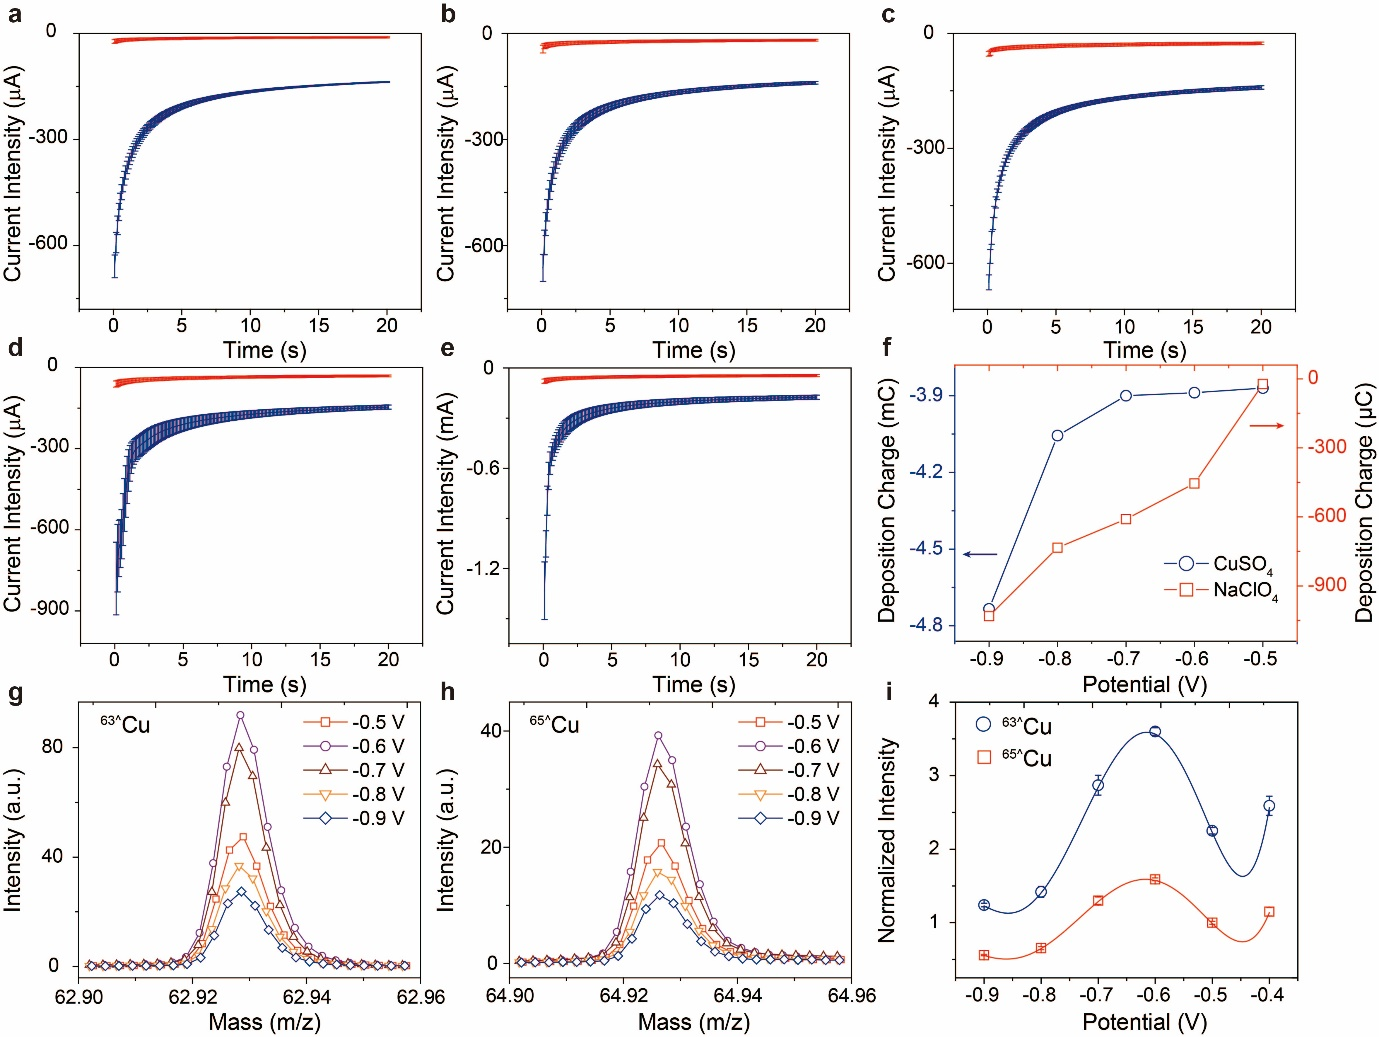 a
0
-300
-600
Current Intensity (µA)
0 5 10 15 20
Time (s)
b
0
-300
-600
Current Intensity (µA)
0 5 10 15 20
Time (s)
c
0
-300
-600
Current Intensity (µA)
0 5 10 15 20
Time (s)
d
0
-300
-600
-900
Current Intensity (µA)
0 5 10 15 20
Time (s)
e
0
-0.6
-1.2
Current Intensity (mA)
0 5 10 15 20
Time (s)
f
-3.9
-4.2
-4.5
-4.8
Deposition Charge (mC)
0
-300
-600
-900
Deposition Charge (µC)
CuSO₄
NaClO₄
-0.9 -0.8 -0.7 -0.6 -0.5
Potential (V)
g
63^Cu
-0.5 V
-0.6 V
-0.7 V
-0.8 V
-0.9 V
80
40
0
Intensity (a.u.)
62.90 62.92 62.94 62.96
Mass (m/z)
h
65^Cu
-0.5 V
-0.6 V
-0.7 V
-0.8 V
-0.9 V
40
20
0
Intensity (a.u.)
64.90 64.92 64.94 64.96
Mass (m/z)
i
63^Cu
65^Cu
4
3
2
1
Normalized Intensity
-0.9 -0.8 -0.7 -0.6 -0.5 -0.4
Potential (V)